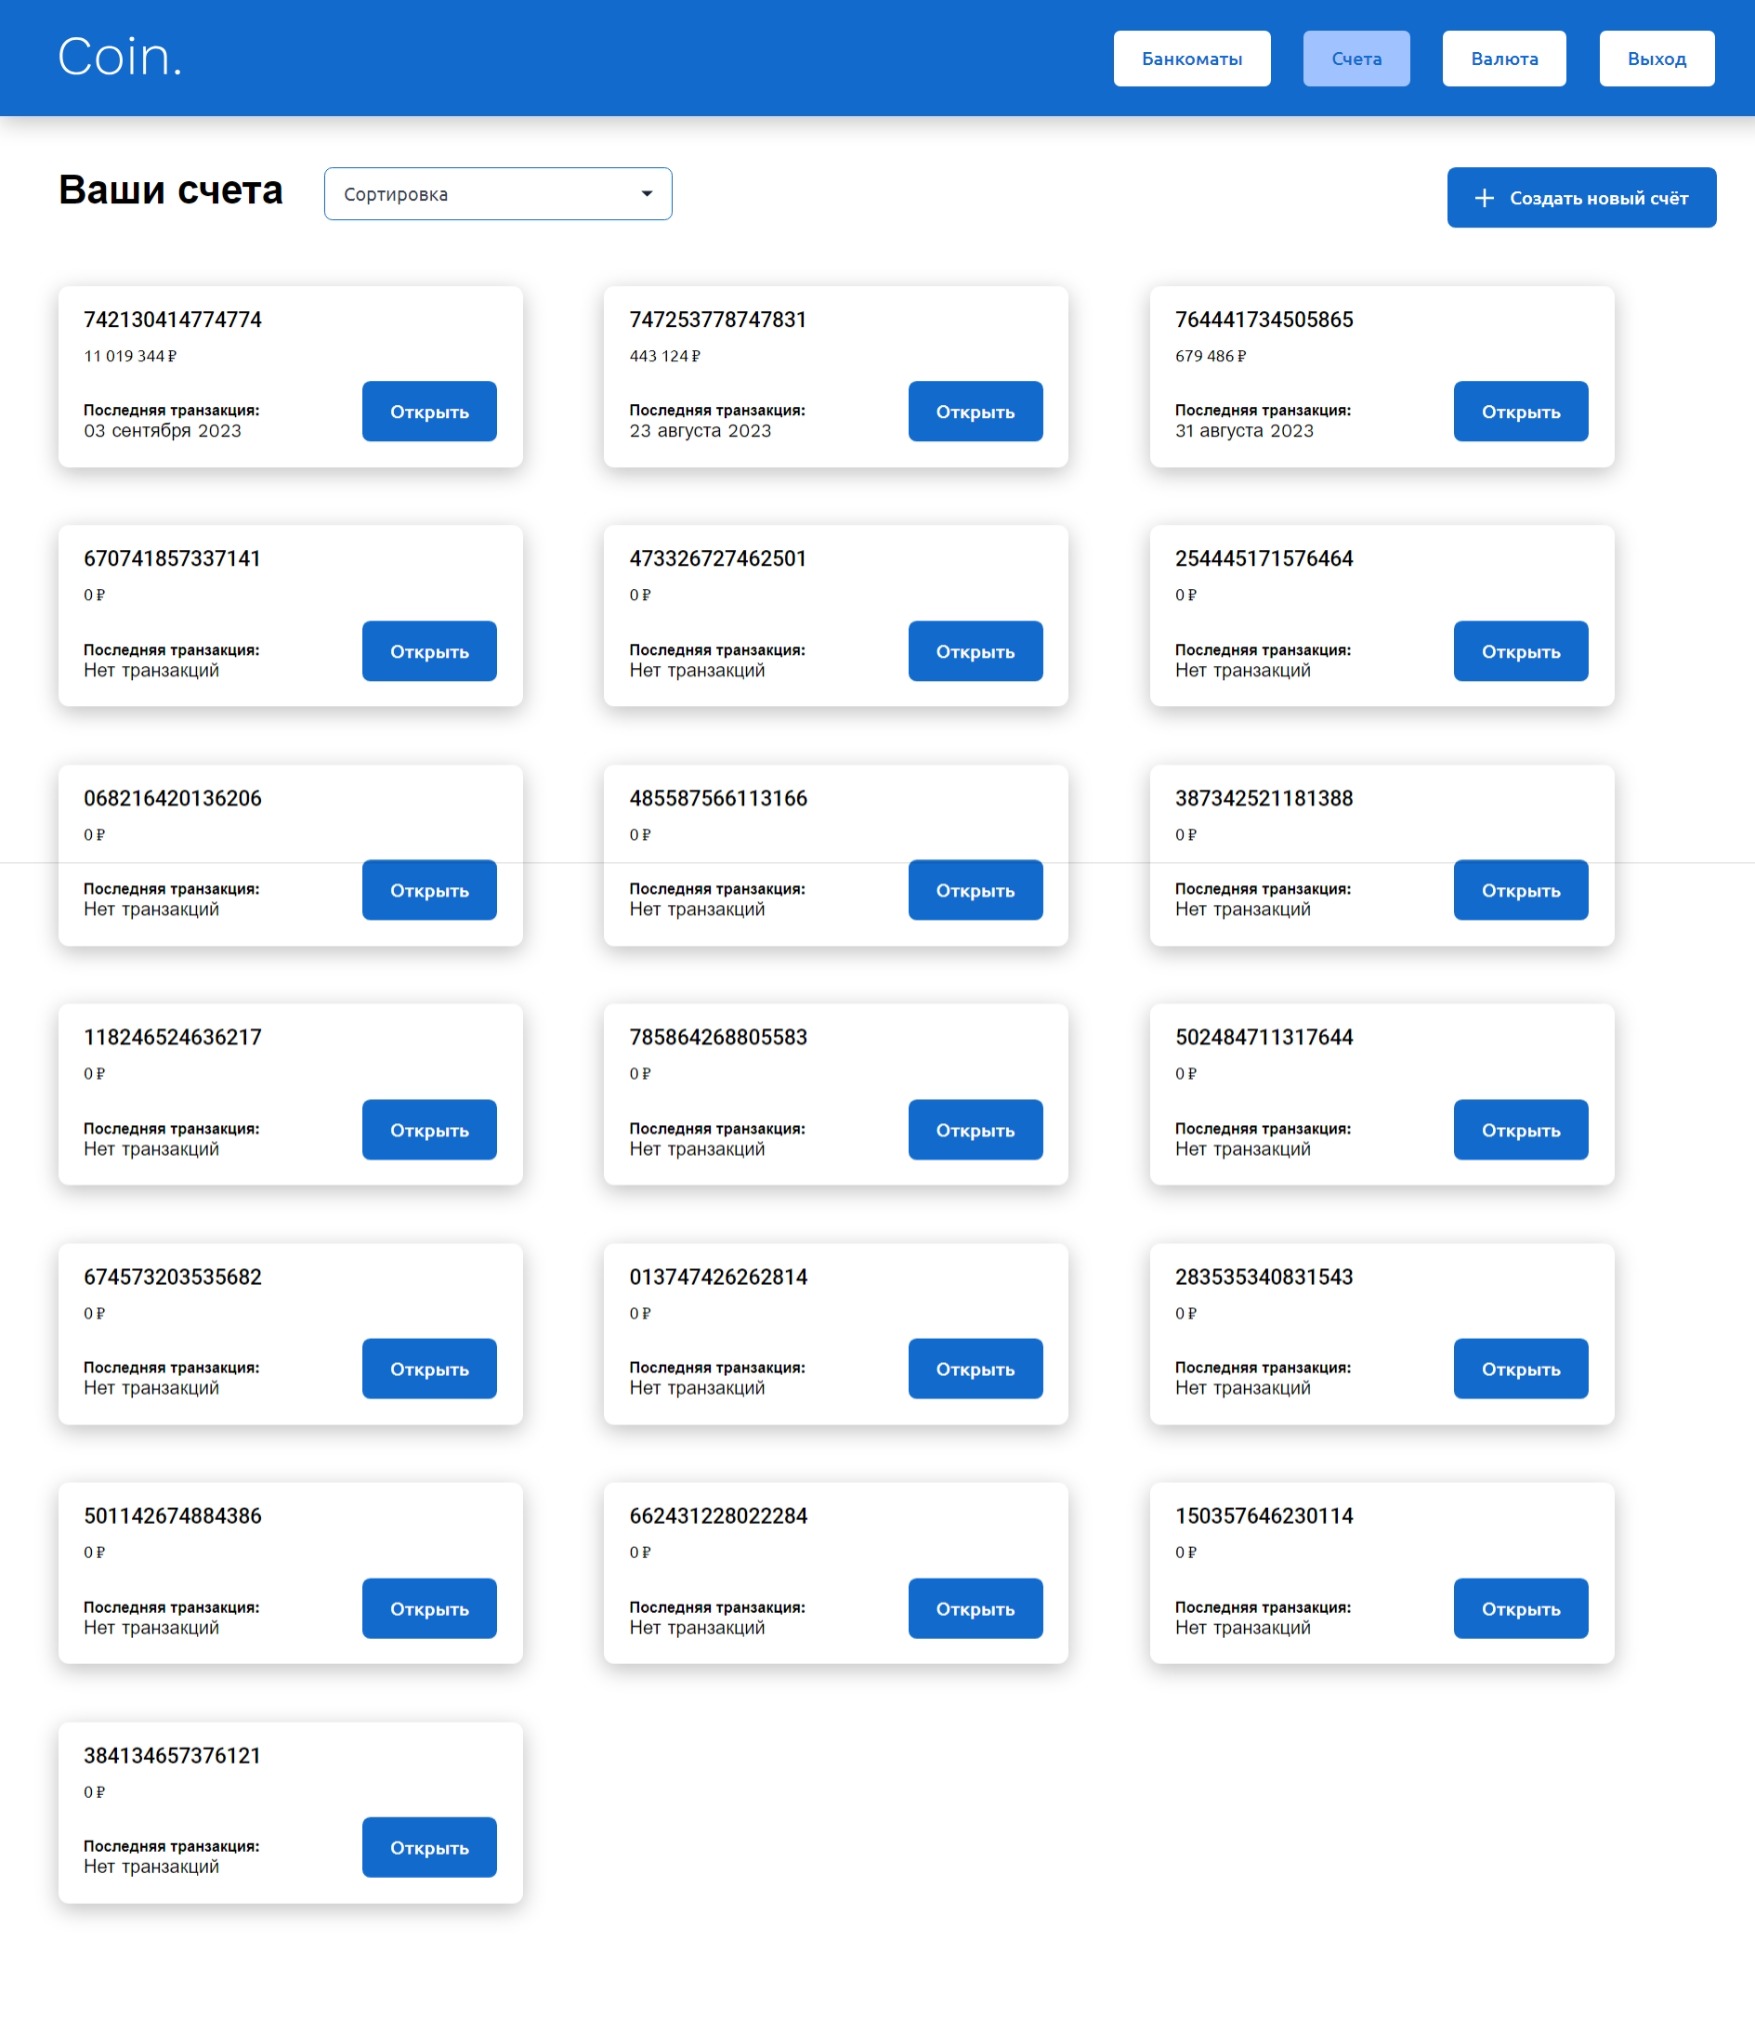 Coin.
Банкоматы
Счета
Валюта
Выход
Ваши счета
Сортировка
Создать новый счёт
742130414774774
11 019 344 ₽
Последняя транзакция:
03 сентября 2023
Открыть
747253778747831
443 124 ₽
Последняя транзакция:
23 августа 2023
Открыть
764441734505865
679 486 ₽
Последняя транзакция:
31 августа 2023
Открыть
670741857337141
0 ₽
Последняя транзакция:
Нет транзакций
Открыть
473326727462501
0 ₽
Последняя транзакция:
Нет транзакций
Открыть
254445171576464
0 ₽
Последняя транзакция:
Нет транзакций
Открыть
068216420136206
0 ₽
Последняя транзакция:
Нет транзакций
Открыть
485587566113166
0 ₽
Последняя транзакция:
Нет транзакций
Открыть
387342521181388
0 ₽
Последняя транзакция:
Нет транзакций
Открыть
118246524636217
0 ₽
Последняя транзакция:
Нет транзакций
Открыть
785864268805583
0 ₽
Последняя транзакция:
Нет транзакций
Открыть
502484711317644
0 ₽
Последняя транзакция:
Нет транзакций
Открыть
674573203535682
0 ₽
Последняя транзакция:
Нет транзакций
Открыть
013747426262814
0 ₽
Последняя транзакция:
Нет транзакций
Открыть
283535340831543
0 ₽
Последняя транзакция:
Нет транзакций
Открыть
501142674884386
0 ₽
Последняя транзакция:
Нет транзакций
Открыть
662431228022284
0 ₽
Последняя транзакция:
Нет транзакций
Открыть
150357646230114
0 ₽
Последняя транзакция:
Нет транзакций
Открыть
384134657376121
0 ₽
Последняя транзакция:
Нет транзакций
Открыть